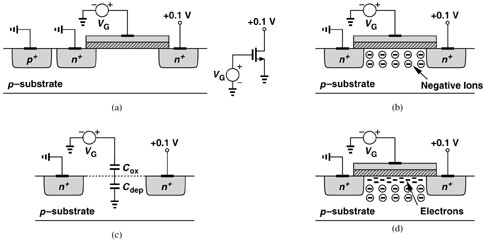 +0.1 V
V_G
p+
n+
n+
p-substrate
(a)
+0.1 V
V_G
+0.1 V
V_G
n+
n+
p-substrate
Negative Ions
(b)
+0.1 V
V_G
C_ox
C_dep
n+
n+
p-substrate
(c)
+0.1 V
V_G
n+
n+
p-substrate
Electrons
(d)